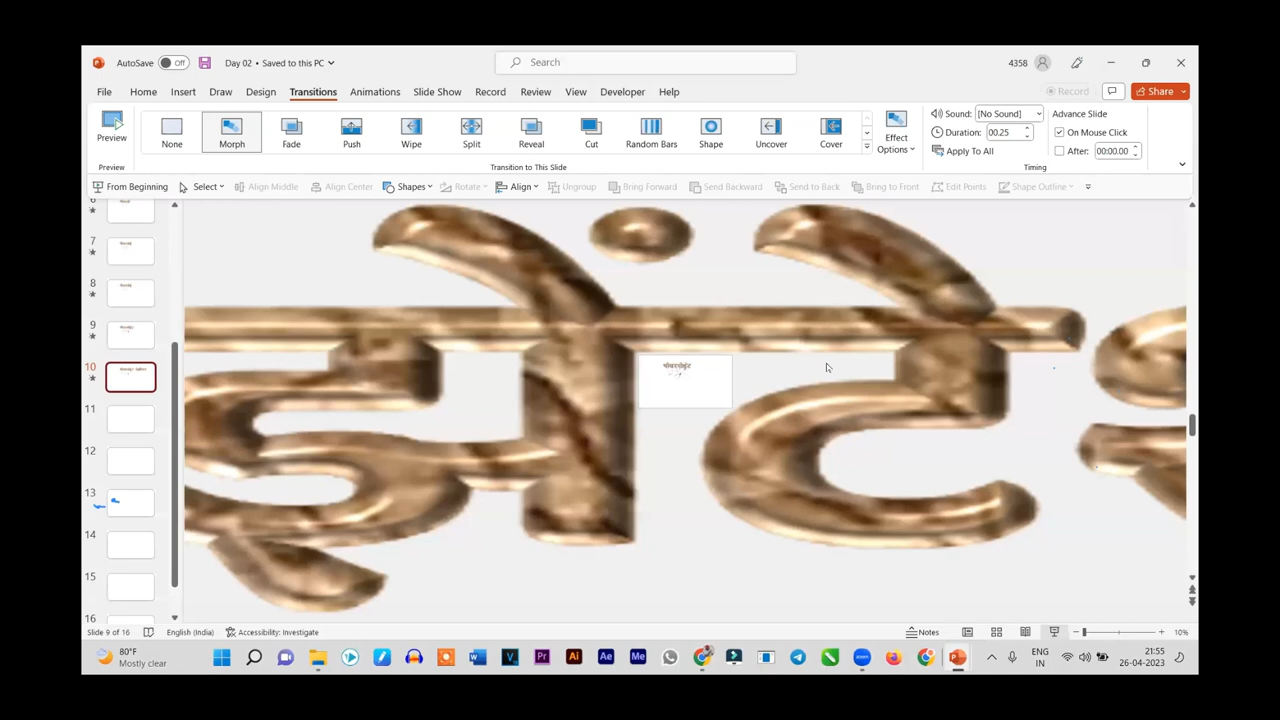 AutoSave Off Day 02 • Saved to this PC Search 4358
File Home Insert Draw Design Transitions Animations Slide Show Record Review View Developer Help Record Share
Preview None Morph Fade Push Wipe Split Reveal Cut Random Bars Shape Uncover Cover Effect Options
Sound: [No Sound] Advance Slide
Duration: 00.25 On Mouse Click
Apply To All After: 00:00.00
Preview Transition to This Slide Timing
From Beginning Select Align Middle Align Center Shapes Rotate Align Ungroup Bring Forward Send Backward Send to Back Bring to Front Edit Points Shape Outline
6
7
8
9
10
11
12
13
14
15
16
Slide 9 of 16 English (India) Accessibility: Investigate Notes 10%
80°F
Mostly clear
ENG
IN
21:55
26-04-2023